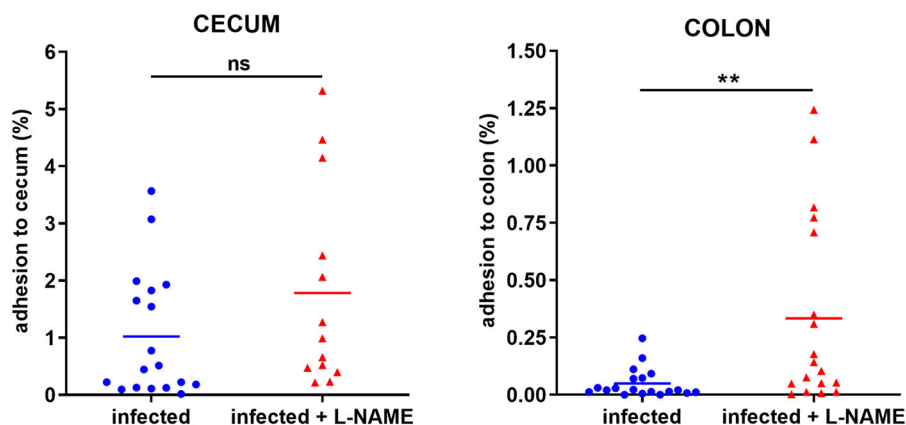 CECUM
ns
adhesion to cecum (%)
6
5
4
3
2
1
0
infected
infected + L-NAME
COLON
**
adhesion to colon (%)
1.50
1.25
1.00
0.75
0.50
0.25
0.00
infected
infected + L-NAME